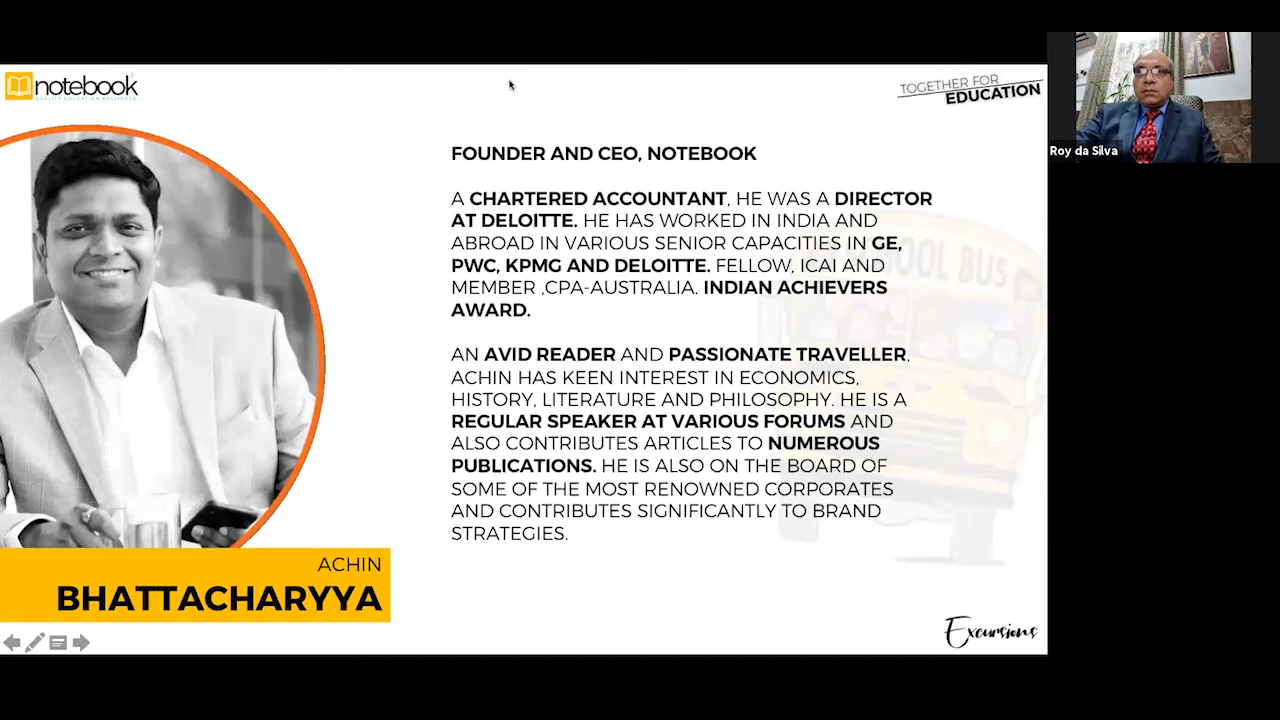 notebook
QUALITY EDUCATION DELIVERED
TOGETHER FOR
EDUCATION
Roy da Silva
FOUNDER AND CEO, NOTEBOOK
A CHARTERED ACCOUNTANT, HE WAS A DIRECTOR
AT DELOITTE. HE HAS WORKED IN INDIA AND
ABROAD IN VARIOUS SENIOR CAPACITIES IN GE,
PWC, KPMG AND DELOITTE. FELLOW, ICAI AND
MEMBER ,CPA-AUSTRALIA. INDIAN ACHIEVERS
AWARD.
AN AVID READER AND PASSIONATE TRAVELLER,
ACHIN HAS KEEN INTEREST IN ECONOMICS,
HISTORY, LITERATURE AND PHILOSOPHY. HE IS A
REGULAR SPEAKER AT VARIOUS FORUMS AND
ALSO CONTRIBUTES ARTICLES TO NUMEROUS
PUBLICATIONS. HE IS ALSO ON THE BOARD OF
SOME OF THE MOST RENOWNED CORPORATES
AND CONTRIBUTES SIGNIFICANTLY TO BRAND
STRATEGIES.
SCHOOL BUS
ACHIN
BHATTACHARYYA
Excursions